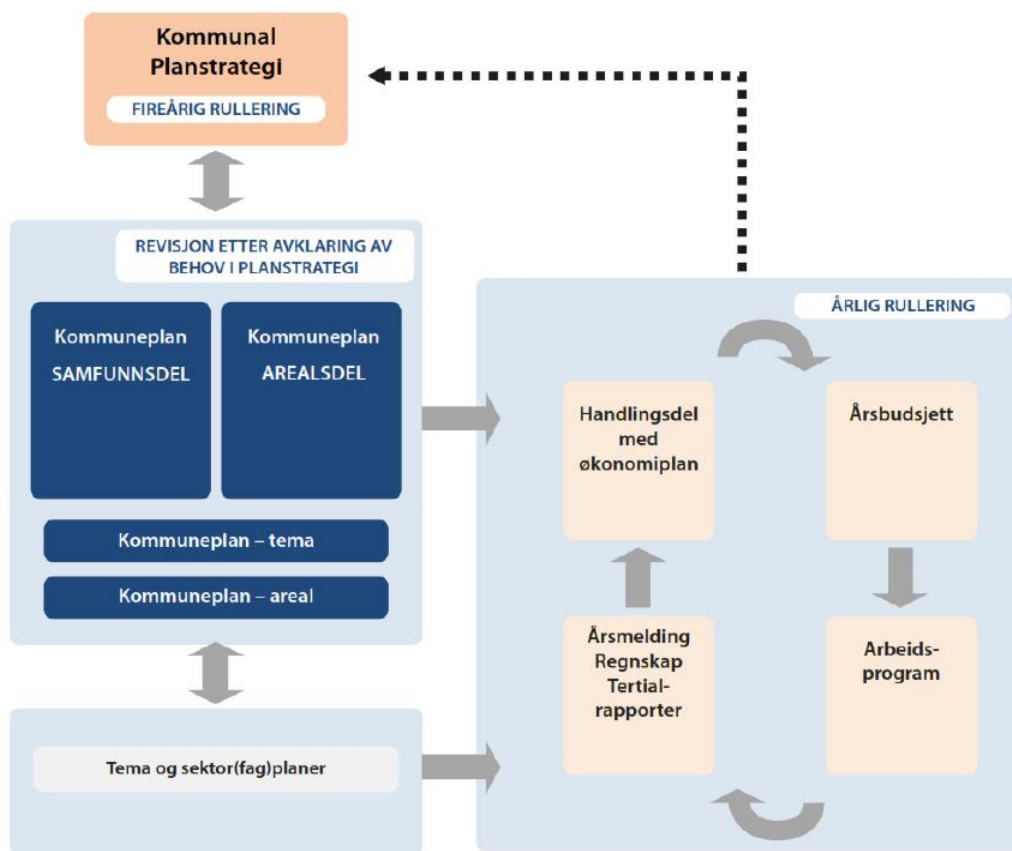 Kommunal
Planstrategi
FIREÅRIG RULLERING
REVISJON ETTER AVKLARING AV
BEHOV I PLANSTRATEGI
Kommuneplan
SAMFUNNSDEL
Kommuneplan
AREALSDEL
Kommuneplan – tema
Kommuneplan – areal
Tema og sektor(fag)planer
ÅRLIG RULLERING
Handlingsdel
med
økonomiplan
Årsbudsjett
Årsmelding
Regnskap
Tertial-
rapporter
Arbeids-
program